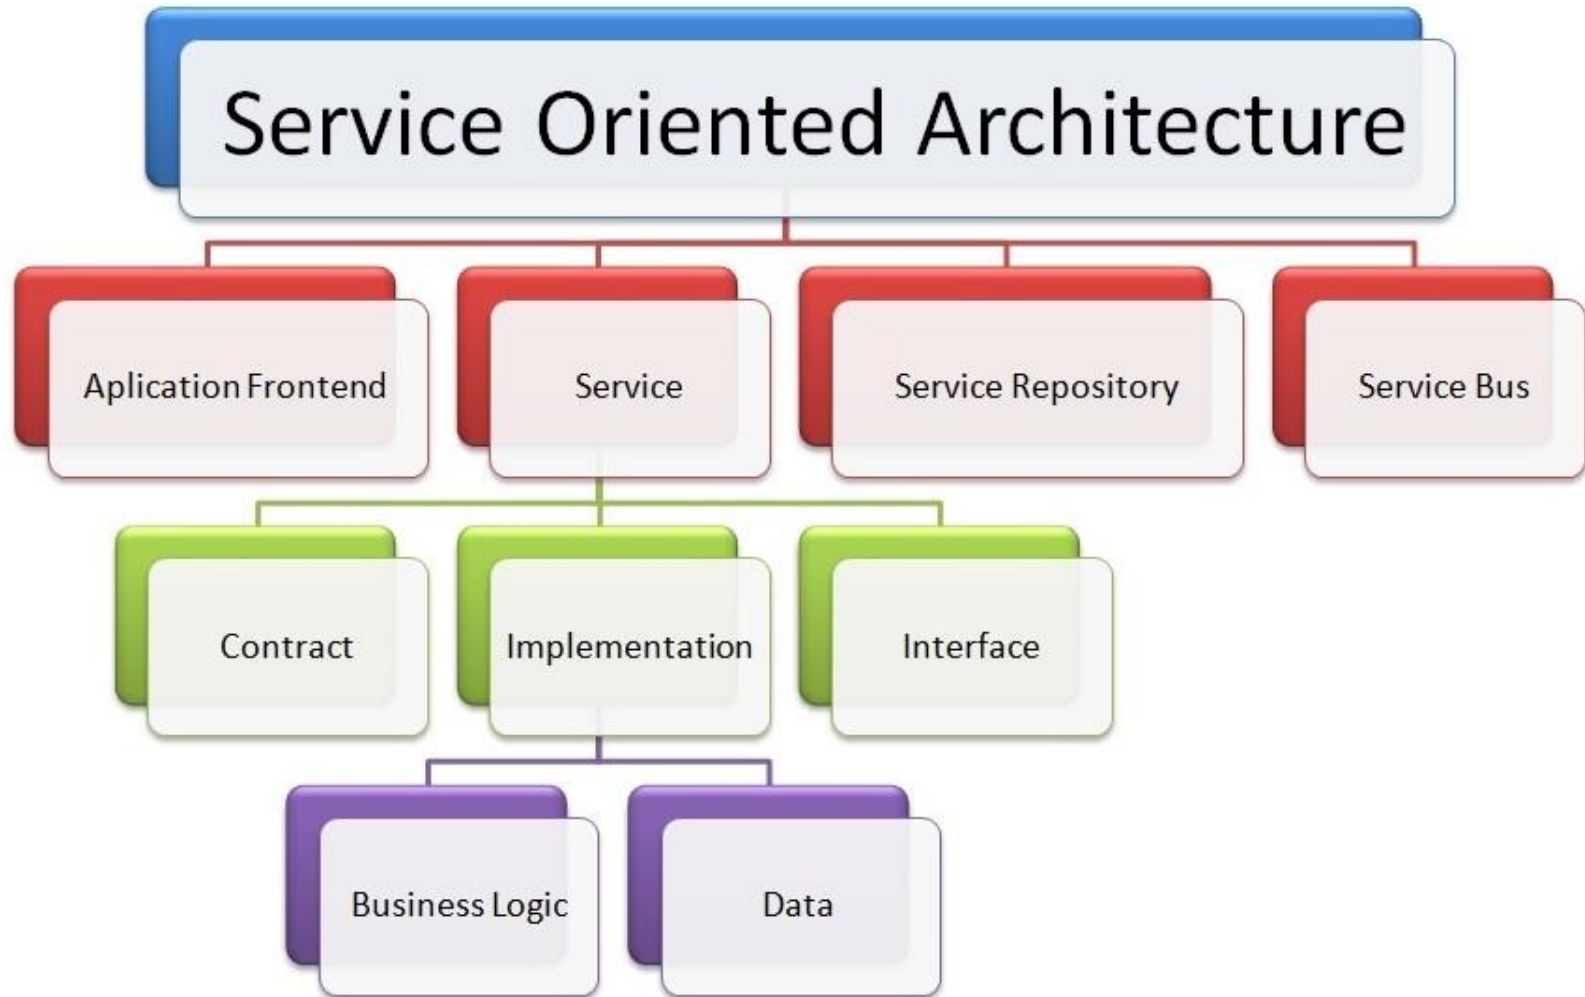 Service Oriented Architecture
Aplication Frontend
Service
Service Repository
Service Bus
Contract
Implementation
Interface
Business Logic
Data